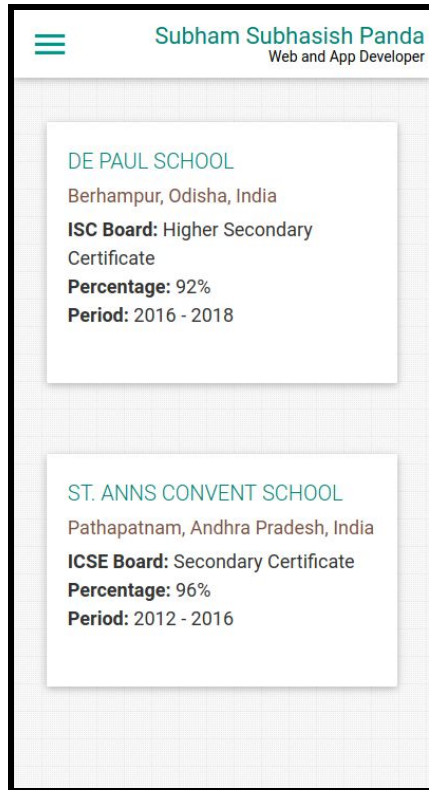 Subham Subhasish Panda
Web and App Developer
DE PAUL SCHOOL
Berhampur, Odisha, India
ISC Board: Higher Secondary
Certificate
Percentage: 92%
Period: 2016 - 2018
ST. ANNS CONVENT SCHOOL
Pathapatnam, Andhra Pradesh, India
ICSE Board: Secondary Certificate
Percentage: 96%
Period: 2012 - 2016